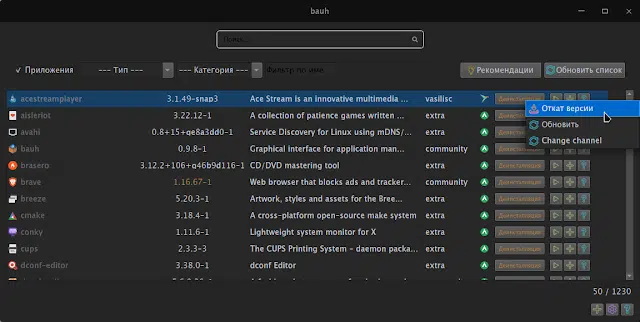 bauh
Поиск...
✓ Приложения --- Тип --- --- Категория --- Фильтр по имени Рекомендации Обновить список
acestreamplayer 3.1.49-snap3 Ace Stream is an innovative multimedia ... vasilisc Деинсталляция
Откат версии
Обновить
Change channel
aisleriot 3.22.12-1 A collection of patience games written ... extra
avahi 0.8+15+ge8a3dd0-1 Service Discovery for Linux using mDNS/... extra
bauh 0.9.8-1 Graphical interface for application man... community
brasero 3.12.2+106+g46b9d116-1 CD/DVD mastering tool extra Деинсталляция
brave 1.16.67-1 Web browser that blocks ads and tracker... community Деинсталляция
breeze 5.20.3-1 Artwork, styles and assets for the Bree... extra Деинсталляция
cmake 3.18.4-1 A cross-platform open-source make system extra Деинсталляция
conky 1.11.6-1 Lightweight system monitor for X extra Деинсталляция
cups 2.3.3-3 The CUPS Printing System - daemon packa... extra Деинсталляция
dconf-editor 3.38.0-1 dconf Editor extra Деинсталляция
50 / 1230